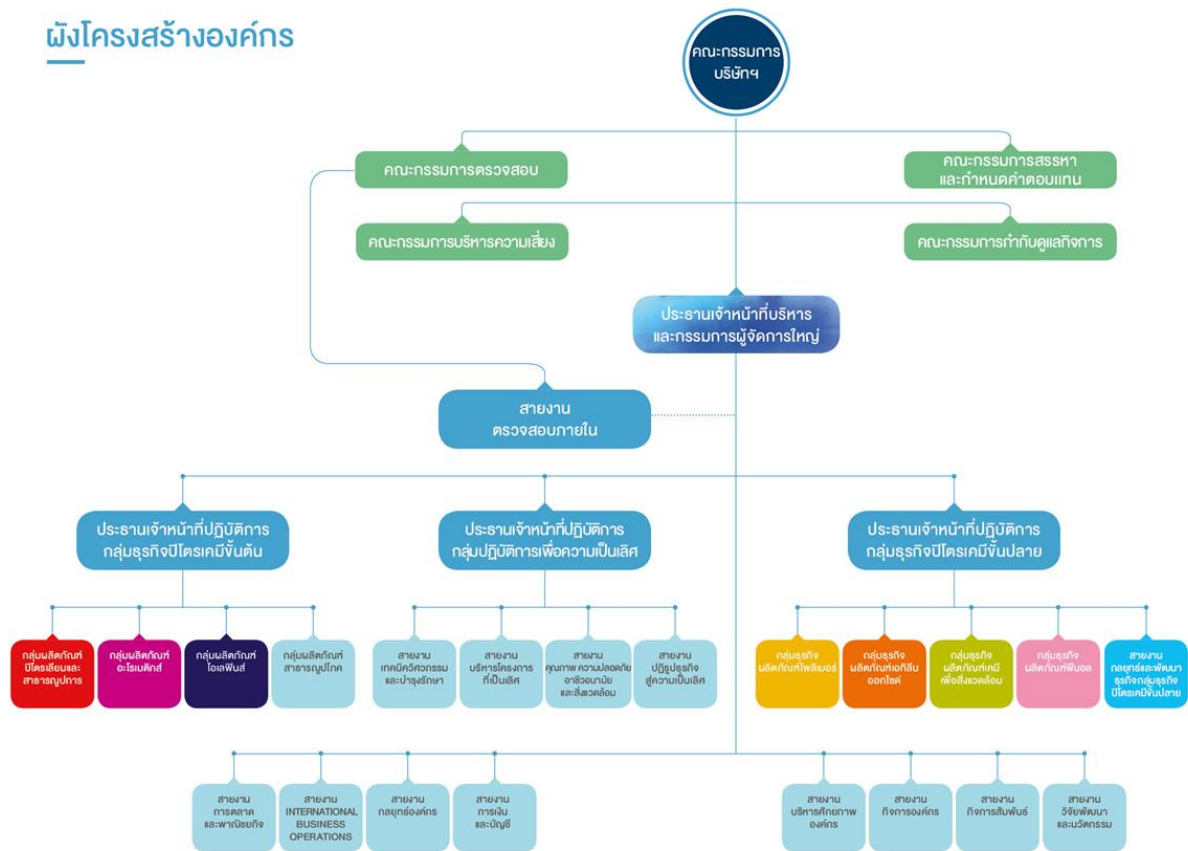 ผังโครงสร้างองค์กร
คณะกรรมการ
บริษัทฯ
คณะกรรมการตรวจสอบ
คณะกรรมการสรรหา
และกำหนดค่าตอบแทน
คณะกรรมการบริหารความเสี่ยง
คณะกรรมการกำกับดูแลกิจการ
ประธานเจ้าหน้าที่บริหาร
และกรรมการผู้จัดการใหญ่
สายงาน
ตรวจสอบภายใน
ประธานเจ้าหน้าที่ปฏิบัติการ
กลุ่มธุรกิจปิโตรเคมีขั้นต้น
ประธานเจ้าหน้าที่ปฏิบัติการ
กลุ่มปฏิบัติการเพื่อความเป็นเลิศ
ประธานเจ้าหน้าที่ปฏิบัติการ
กลุ่มธุรกิจปิโตรเคมีขั้นปลาย
กลุ่มผลิตภัณฑ์
ปิโตรเลียมและ
สาธารณูปการ
กลุ่มผลิตภัณฑ์
อะโรเมติกส์
กลุ่มผลิตภัณฑ์
โอเลฟินส์
กลุ่มผลิตภัณฑ์
สาธารณูปโภค
สายงาน
เทคนิควิศวกรรม
และบำรุงรักษา
สายงาน
บริหารโครงการ
ที่เป็นเลิศ
สายงาน
คุณภาพ ความปลอดภัย
อาชีวอนามัย
และสิ่งแวดล้อม
สายงาน
ปฏิรูปธุรกิจ
สู่ความเป็นเลิศ
กลุ่มธุรกิจ
ผลิตภัณฑ์โพลิเมอร์
กลุ่มธุรกิจ
ผลิตภัณฑ์เอทิลีน
ออกไซด์
กลุ่มธุรกิจ
ผลิตภัณฑ์เคมี
เพื่อสิ่งแวดล้อม
กลุ่มธุรกิจ
ผลิตภัณฑ์ฟีนอล
สายงาน
กลยุทธ์และพัฒนา
ธุรกิจกลุ่มธุรกิจ
ปิโตรเคมีขั้นปลาย
สายงาน
การตลาด
และพาณิชยกิจ
สายงาน
INTERNATIONAL
BUSINESS
OPERATIONS
สายงาน
กลยุทธ์องค์กร
สายงาน
การเงิน
และบัญชี
สายงาน
บริหารศักยภาพ
องค์กร
สายงาน
กิจการองค์กร
สายงาน
กิจการสัมพันธ์
สายงาน
วิจัยพัฒนา
และนวัตกรรม